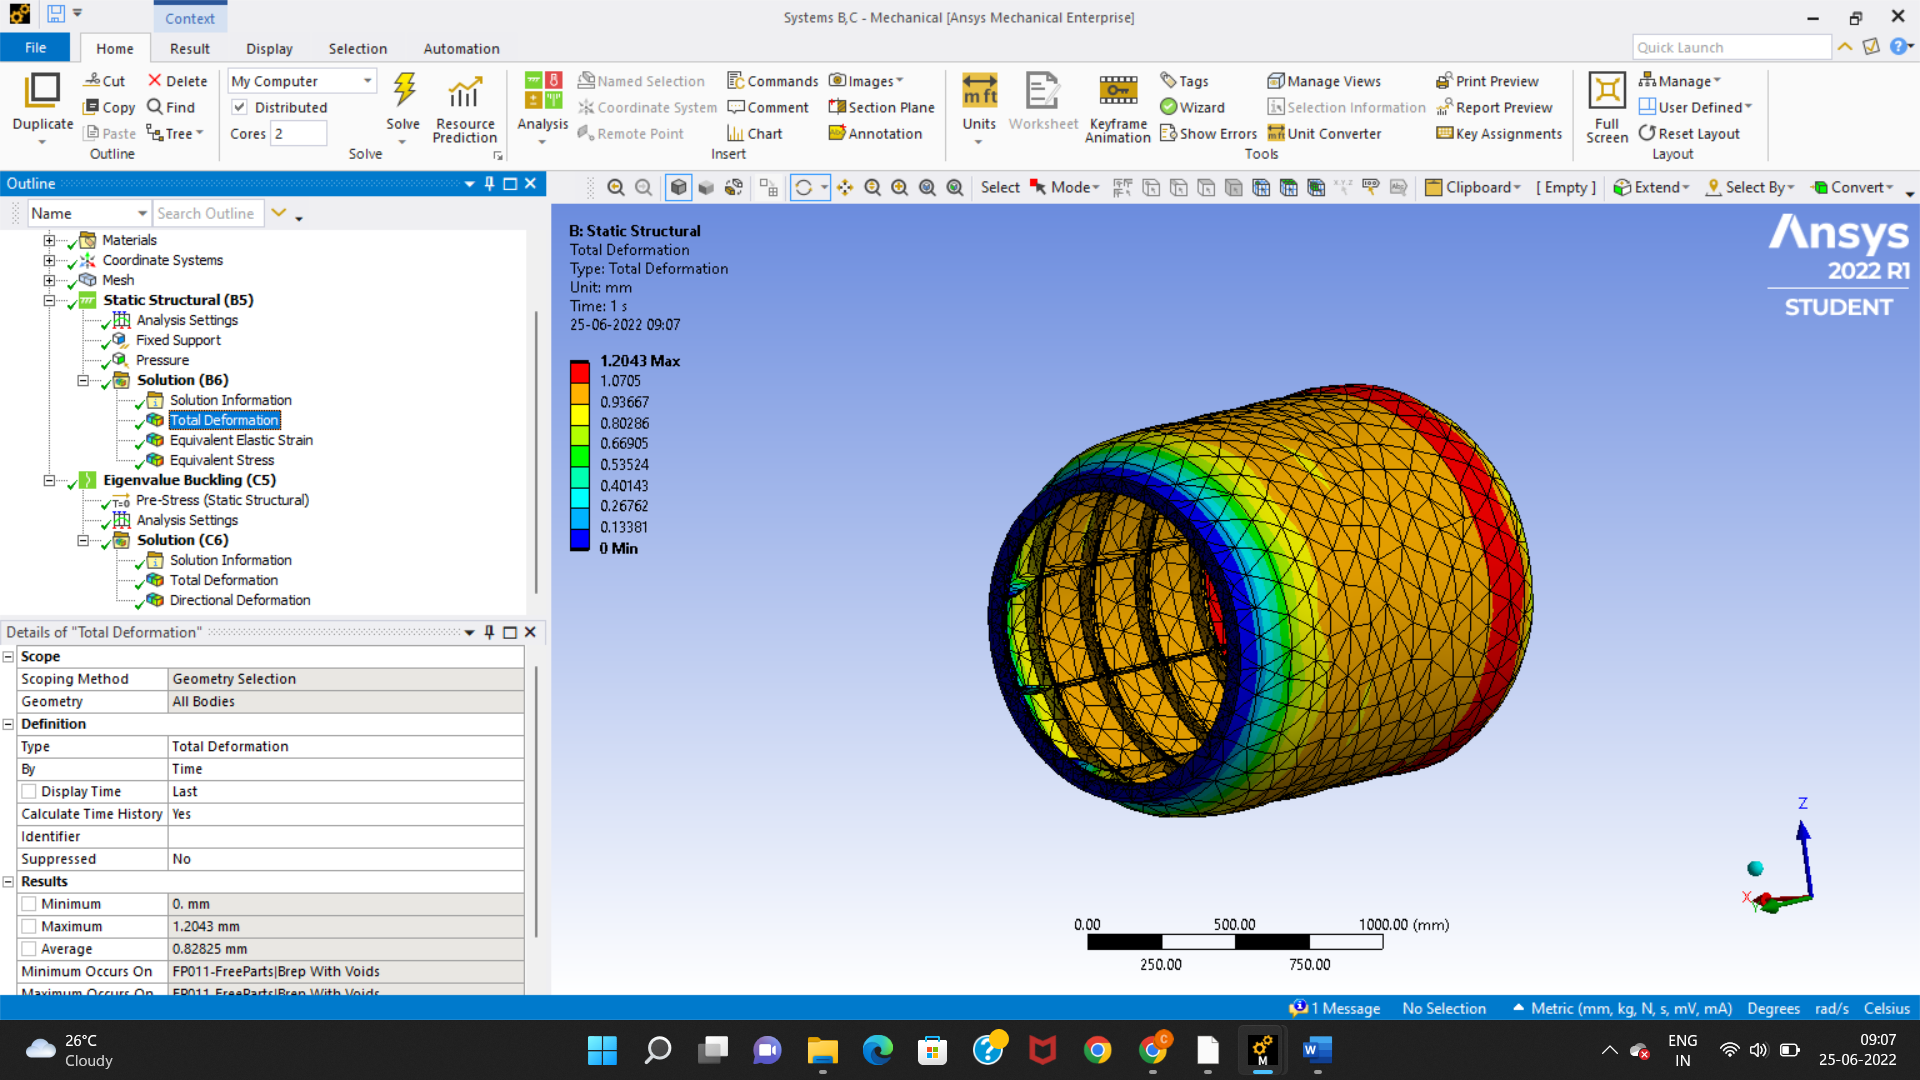 Context
Systems B,C - Mechanical [Ansys Mechanical Enterprise]
File Home Result Display Selection Automation
Quick Launch
Duplicate
Cut
Copy
Paste
Delete
Find
Tree
Outline
My Computer
Distributed
Cores 2
Solve
Resource Prediction
Solve
Analysis
Named Selection
Coordinate System
Remote Point
Commands
Comment
Chart
Images
Section Plane
Annotation
Insert
Units
Worksheet
Keyframe Animation
Tags
Wizard
Show Errors
Manage Views
Selection Information
Unit Converter
Print Preview
Report Preview
Key Assignments
Tools
Full Screen
Manage
User Defined
Reset Layout
Layout
Outline
Name
Search Outline
Select Mode Clipboard [ Empty ] Extend Select By Convert
Materials
Coordinate Systems
Mesh
Static Structural (B5)
Analysis Settings
Fixed Support
Pressure
Solution (B6)
Solution Information
Total Deformation
Equivalent Elastic Strain
Equivalent Stress
Eigenvalue Buckling (C5)
Pre-Stress (Static Structural)
Analysis Settings
Solution (C6)
Solution Information
Total Deformation
Directional Deformation
Details of "Total Deformation"
Scope
Scoping Method Geometry Selection
Geometry All Bodies
Definition
Type Total Deformation
By Time
Display Time Last
Calculate Time History Yes
Identifier
Suppressed No
Results
Minimum 0. mm
Maximum 1.2043 mm
Average 0.82825 mm
Minimum Occurs On FP011-FreeParts|Brep With Voids
Maximum Occurs On FP011-FreeParts|Brep With Voids
B: Static Structural
Total Deformation
Type: Total Deformation
Unit: mm
Time: 1 s
25-06-2022 09:07
1.2043 Max
1.0705
0.93667
0.80286
0.66905
0.53524
0.40143
0.26762
0.13381
0 Min
Ansys
2022 R1
STUDENT
Z
X
Y
0.00 500.00 1000.00 (mm)
250.00 750.00
1 Message No Selection Metric (mm, kg, N, s, mV, mA) Degrees rad/s Celsius
26°C
Cloudy
ENG
IN
09:07
25-06-2022